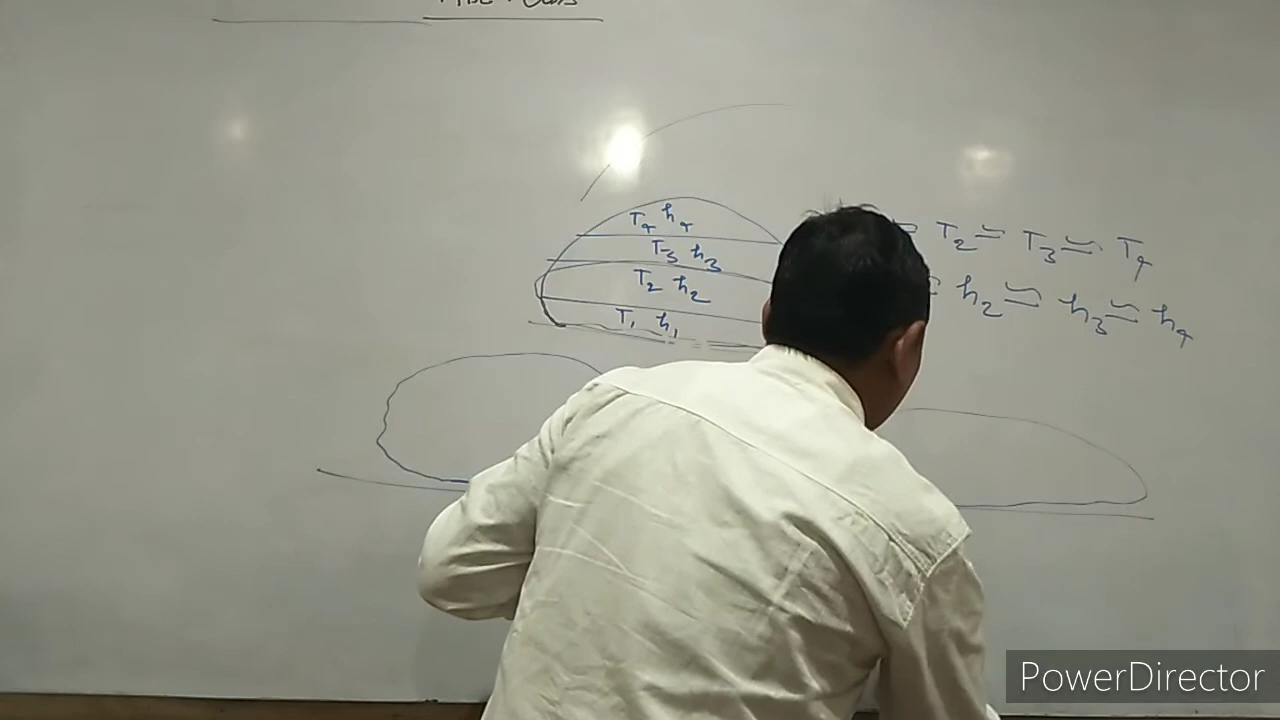 T₄ h₄
T₃ h₃
T₂ h₂
T₁ h₁
= T₂ ≃ T₃ ≃ T₄
h₂ ≃ h₃ ≃ h₄
PowerDirector